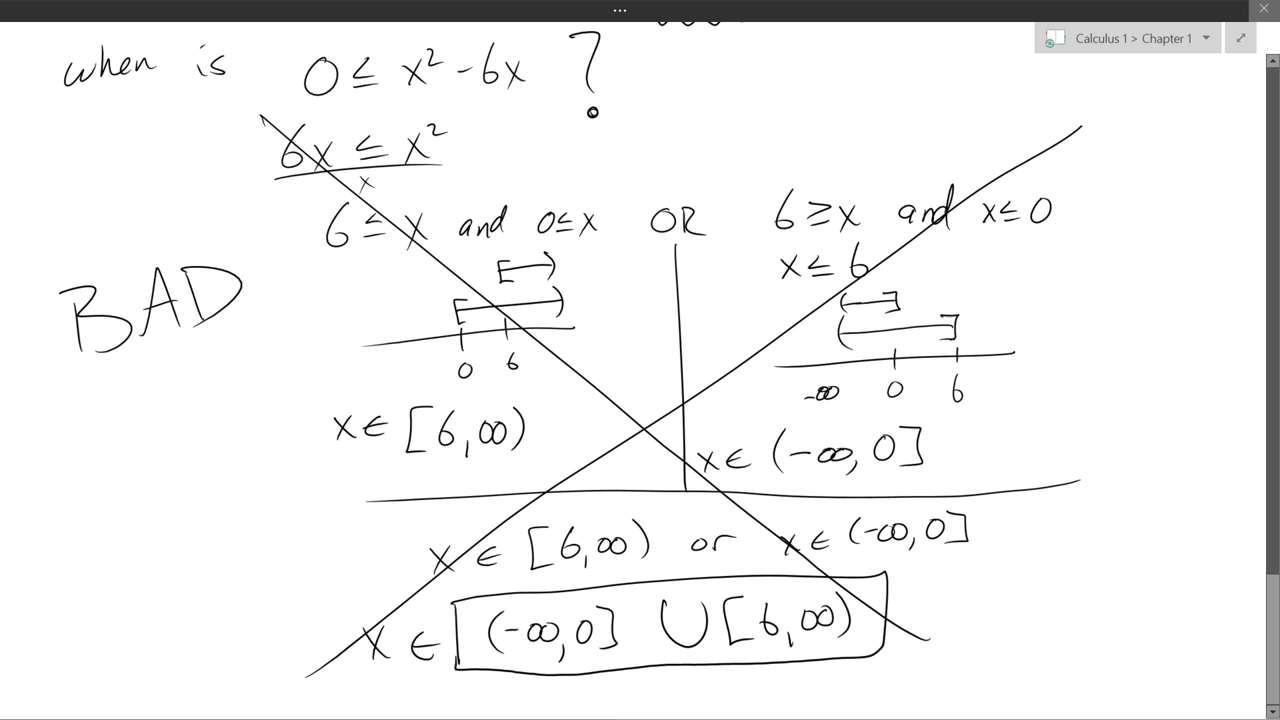 ...
Calculus 1 > Chapter 1
when is 0 ≤ x² - 6x ?
6x ≤ x²
x
6 ≤ x and 0 ≤ x OR 6 ≥ x and x ≤ 0
x ≤ 6
BAD
0 6
-∞ 0 6
x ∈ [6,∞)
x ∈ (-∞, 0]
x ∈ [6,∞) or x ∈ (-∞,0]
x ∈ (-∞,0] ∪ [6,∞)